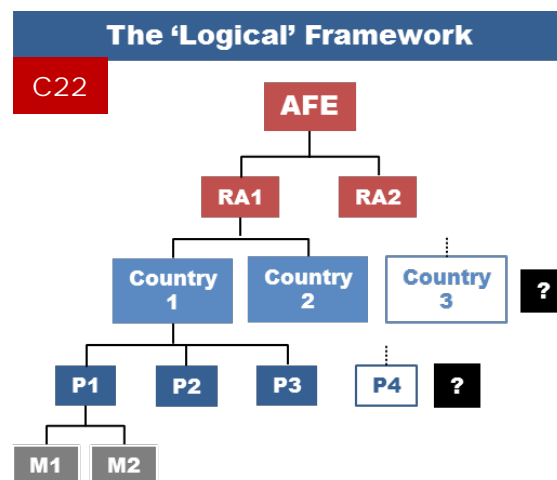 The ‘Logical’ Framework
C22
AFE
RA1
RA2
Country
1
Country
2
Country
3
?
P1
P2
P3
P4
?
M1
M2